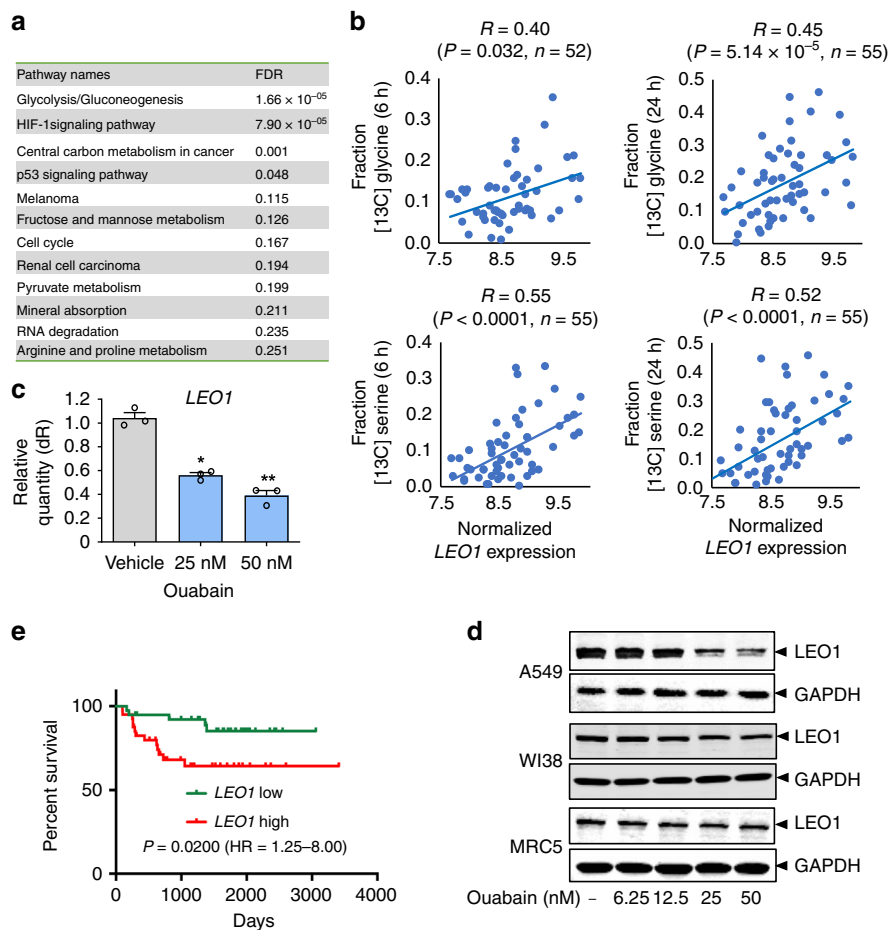 a
Pathway names FDR
Glycolysis/Gluconeogenesis 1.66 × 10⁻⁰⁵
HIF-1signaling pathway 7.90 × 10⁻⁰⁵
Central carbon metabolism in cancer 0.001
p53 signaling pathway 0.048
Melanoma 0.115
Fructose and mannose metabolism 0.126
Cell cycle 0.167
Renal cell carcinoma 0.194
Pyruvate metabolism 0.199
Mineral absorption 0.211
RNA degradation 0.235
Arginine and proline metabolism 0.251
b
R = 0.40
(P = 0.032, n = 52)
Fraction
[13C] glycine (6 h)
0.4
0.3
0.2
0.1
0.0
7.5 8.5 9.5
R = 0.45
(P = 5.14 × 10⁻⁵, n = 55)
Fraction
[13C] glycine (24 h)
0.5
0.4
0.3
0.2
0.1
0
7.5 8.5 9.5
R = 0.55
(P < 0.0001, n = 55)
Fraction
[13C] serine (6 h)
0.4
0.3
0.2
0.1
0.0
7.5 8.5 9.5
Normalized
LEO1 expression
R = 0.52
(P < 0.0001, n = 55)
Fraction
[13C] serine (24 h)
0.5
0.4
0.3
0.2
0.1
0.0
7.5 8.5 9.5
Normalized
LEO1 expression
c
LEO1
Relative
quantity (dR)
1.2
1.0
0.8
0.6
0.4
0.2
0
*
**
Vehicle 25 nM 50 nM
Ouabain
e
Percent survival
100
50
0
LEO1 low
LEO1 high
P = 0.0200 (HR = 1.25–8.00)
0 1000 2000 3000 4000
Days
d
A549
LEO1
GAPDH
WI38
LEO1
GAPDH
MRC5
LEO1
GAPDH
Ouabain (nM) – 6.25 12.5 25 50